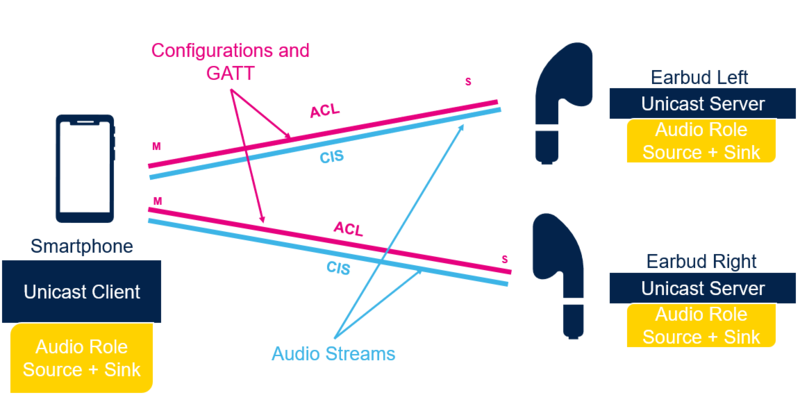 Configurations and
GATT
S
Earbud Left
Unicast Server
Audio Role
Source + Sink
ACL
M
CIS
M
Smartphone
Unicast Client
Audio Role
Source + Sink
ACL
S
CIS
Audio Streams
Earbud Right
Unicast Server
Audio Role
Source + Sink